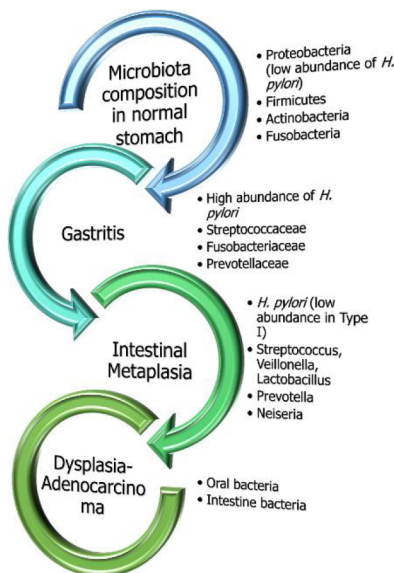 Microbiota
composition
in normal
stomach
• Proteobacteria
(low abundance of H.
pylori)
• Firmicutes
• Actinobacteria
• Fusobacteria
Gastritis
• High abundance of H.
pylori
• Streptococcaceae
• Fusobacteriaceae
• Prevotellaceae
Intestinal
Metaplasia
• H. pylori (low
abundance in Type
I)
• Streptococcus,
Veillonella,
Lactobacillus
• Prevotella
• Neiseria
Dysplasia-
Adenocarcino
ma
• Oral bacteria
• Intestine bacteria